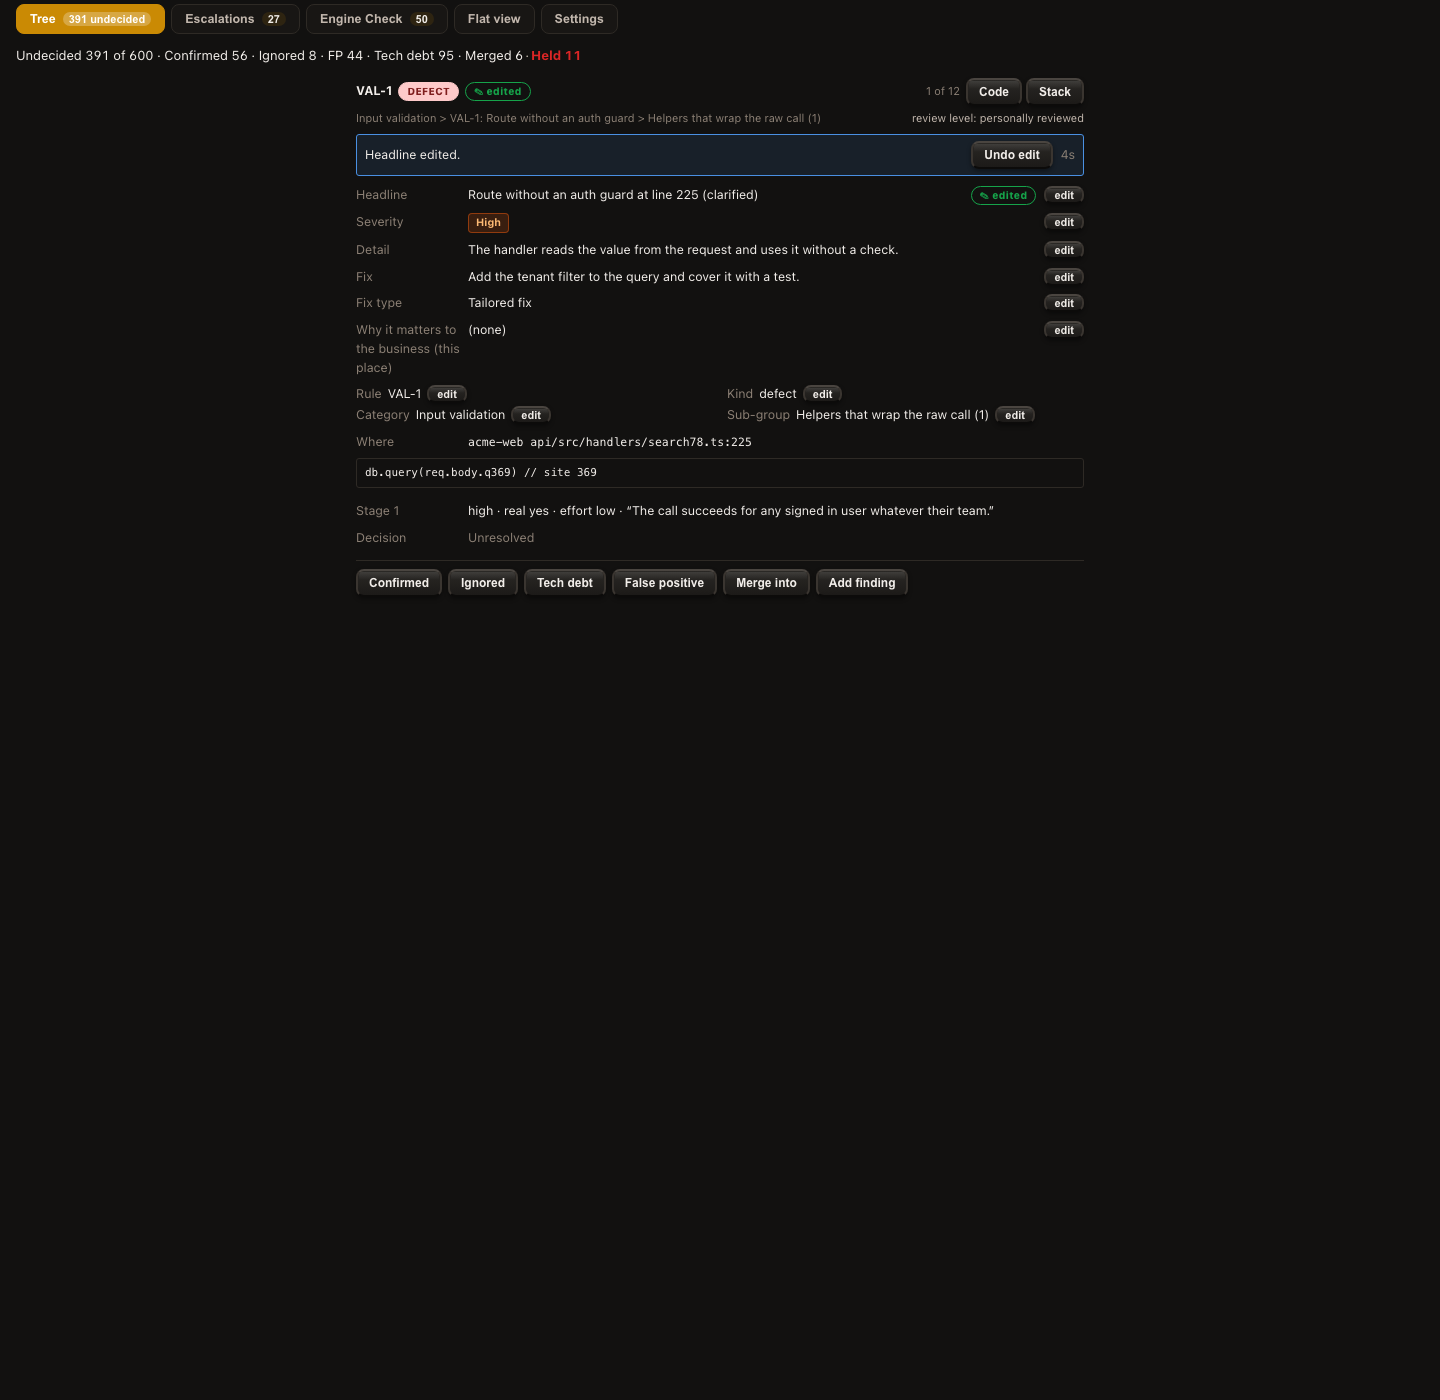 Tree 391 undecided Escalations 27 Engine Check 50 Flat view Settings
Undecided 391 of 600 · Confirmed 56 · Ignored 8 · FP 44 · Tech debt 95 · Merged 6 · Held 11
VAL-1 DEFECT ✎ edited 1 of 12 Code Stack
Input validation > VAL-1: Route without an auth guard > Helpers that wrap the raw call (1) review level: personally reviewed
Headline edited. Undo edit 4s
Headline Route without an auth guard at line 225 (clarified) ✎ edited edit
Severity High edit
Detail The handler reads the value from the request and uses it without a check. edit
Fix Add the tenant filter to the query and cover it with a test. edit
Fix type Tailored fix edit
Why it matters to (none) edit
the business (this
place)
Rule VAL-1 edit Kind defect edit
Category Input validation edit Sub-group Helpers that wrap the raw call (1) edit
Where acme-web api/src/handlers/search78.ts:225
db.query(req.body.q369) // site 369
Stage 1 high · real yes · effort low · “The call succeeds for any signed in user whatever their team.”
Decision Unresolved
Confirmed Ignored Tech debt False positive Merge into Add finding